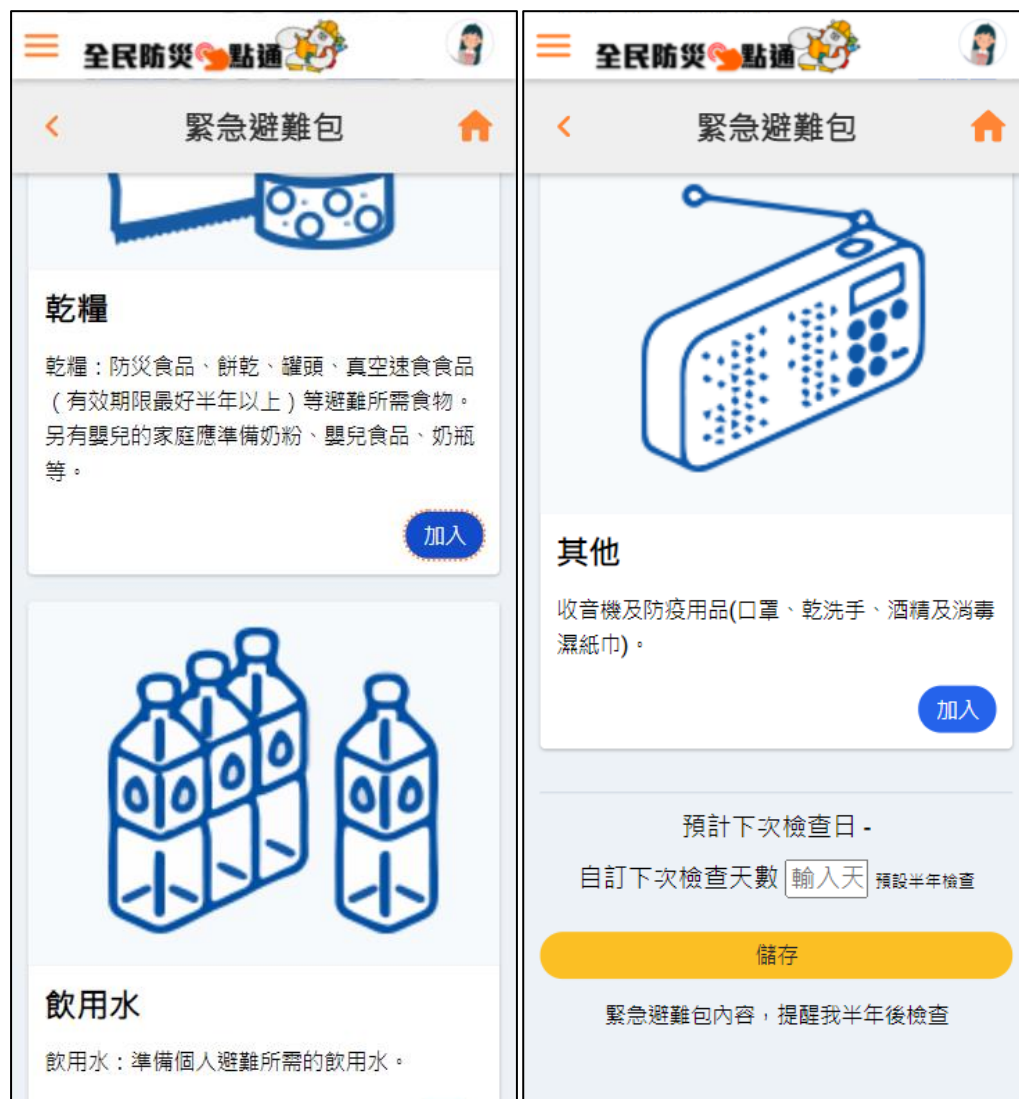 全民防災點通
緊急避難包
乾糧
乾糧：防災食品、餅乾、罐頭、真空速食食品
（有效期限最好半年以上）等避難所需食物。
另有嬰兒的家庭應準備奶粉、嬰兒食品、奶瓶
等。
加入
飲用水
飲用水：準備個人避難所需的飲用水。
全民防災點通
緊急避難包
其他
收音機及防疫用品(口罩、乾洗手、酒精及消毒
濕紙巾)。
加入
預計下次檢查日 -
自訂下次檢查天數 輸入天 預設半年檢查
儲存
緊急避難包內容，提醒我半年後檢查